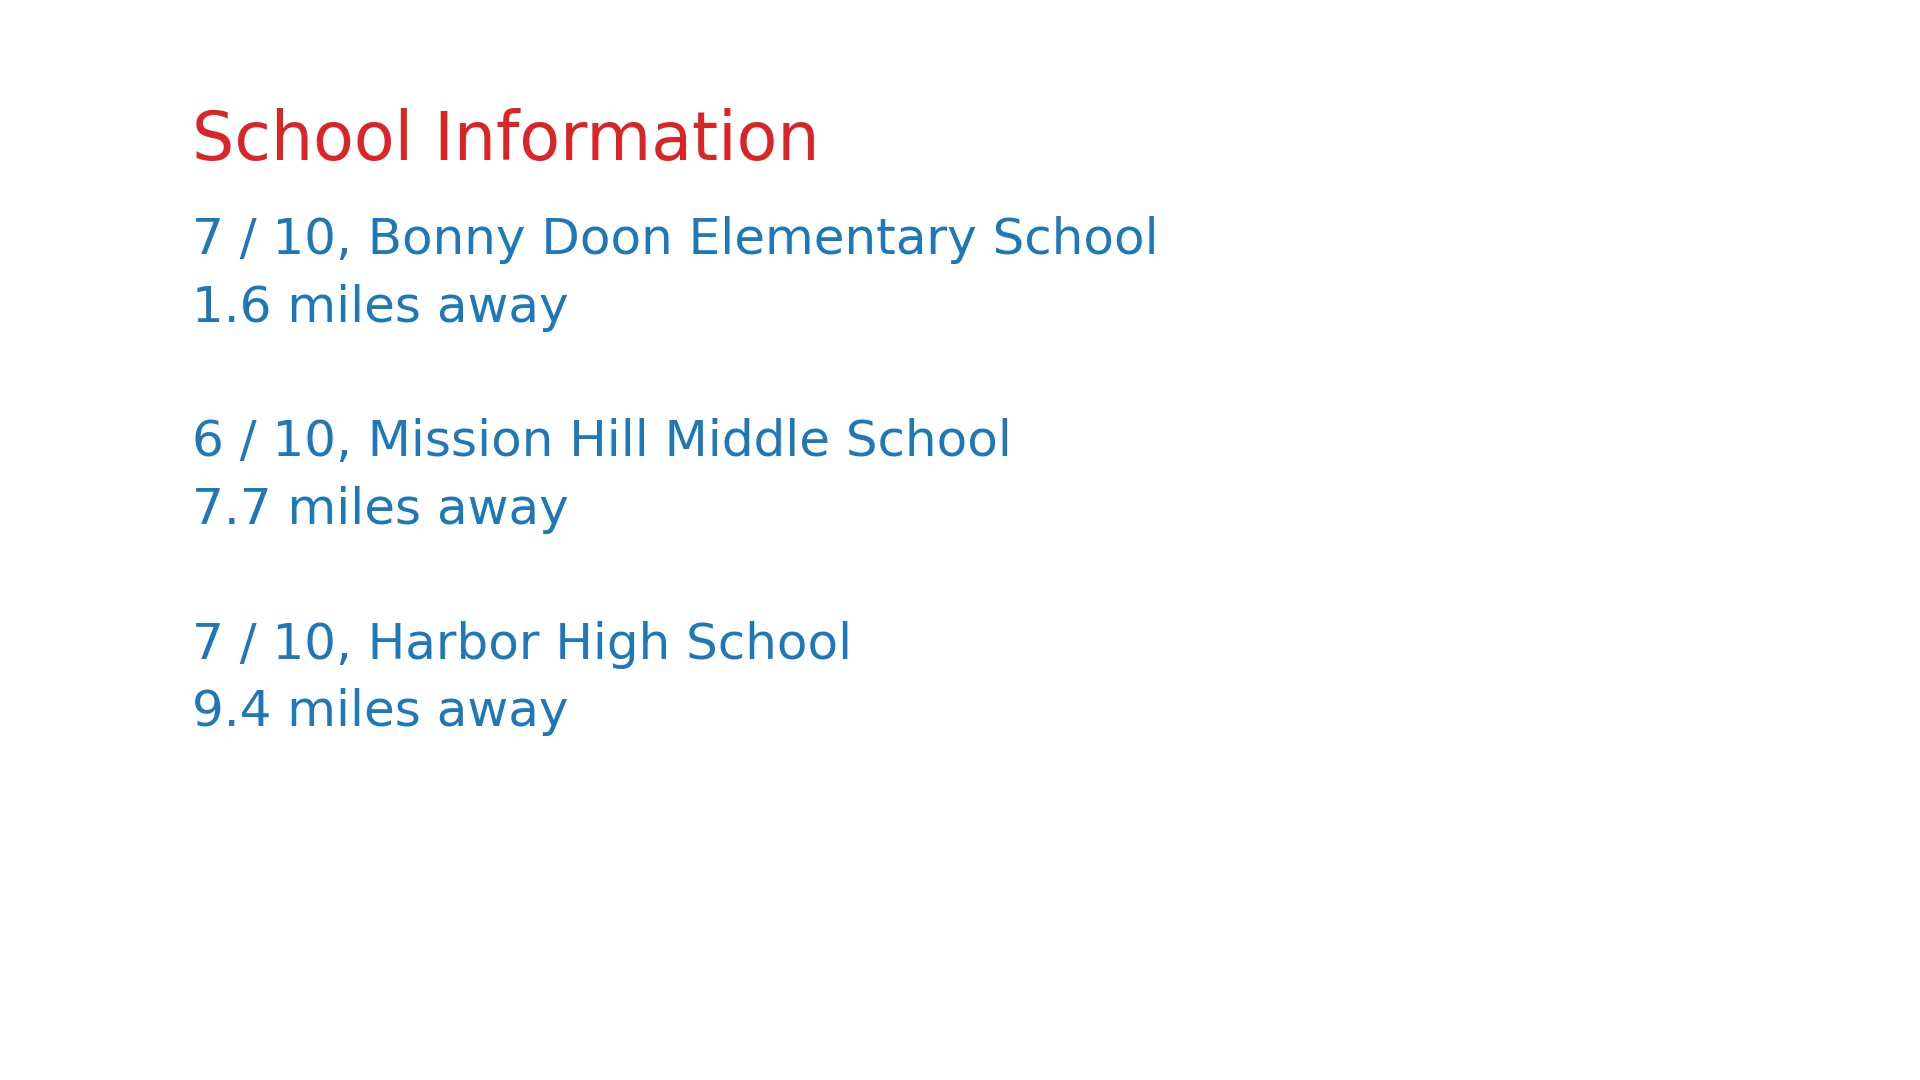 School Information
7 / 10, Bonny Doon Elementary School
1.6 miles away
6 / 10, Mission Hill Middle School
7.7 miles away
7 / 10, Harbor High School
9.4 miles away